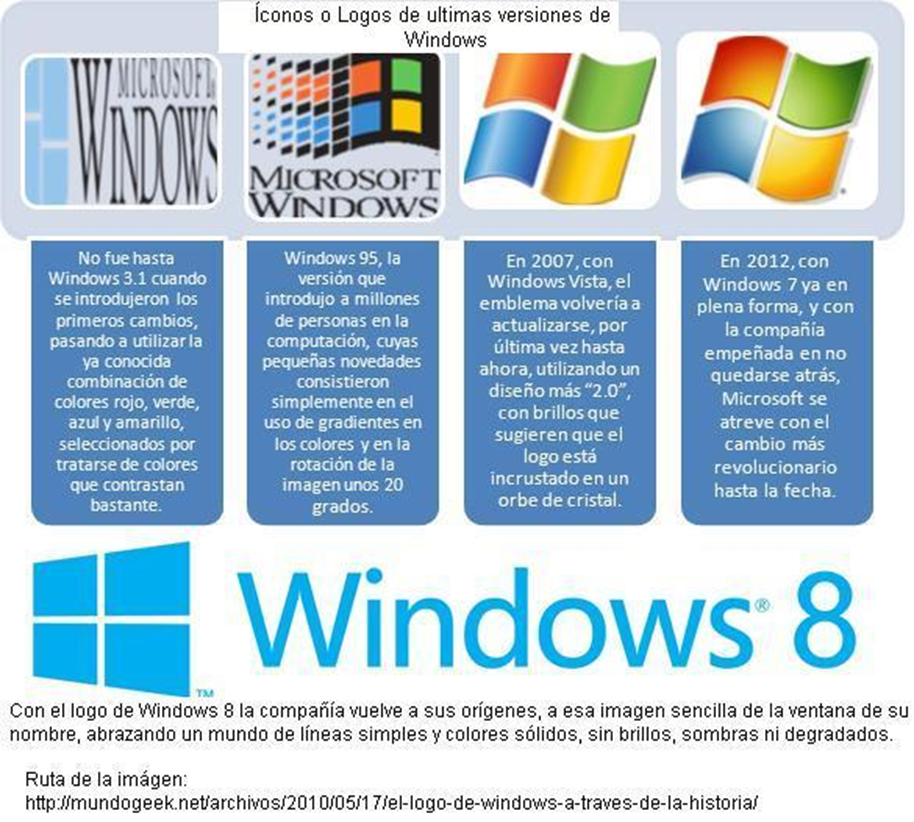 Íconos o Logos de ultimas versiones de
Windows
MICROSOFT
WINDOWS
MICROSOFT
WINDOWS
No fue hasta
Windows 3.1 cuando
se introdujeron los
primeros cambios,
pasando a utilizar la
ya conocida
combinación de
colores rojo, verde,
azul y amarillo,
seleccionados por
tratarse de colores
que contrastan
bastante.
Windows 95, la
versión que
introdujo a millones
de personas en la
computación, cuyas
pequeñas novedades
consistieron
simplemente en el
uso de gradientes en
los colores y en la
rotación de la
imagen unos 20
grados.
En 2007, con
Windows Vista, el
emblema volvería a
actualizarse, por
última vez hasta
ahora, utilizando un
diseño más “2.0”,
con brillos que
sugieren que el
logo está
incrustado en un
orbe de cristal.
En 2012, con
Windows 7 ya en
plena forma, y con
la compañía
empeñada en no
quedarse atrás,
Microsoft se
atreve con el
cambio más
revolucionario
hasta la fecha.
Windows® 8
TM
Con el logo de Windows 8 la compañía vuelve a sus orígenes, a esa imagen sencilla de la ventana de su
nombre, abrazando un mundo de líneas simples y colores sólidos, sin brillos, sombras ni degradados.
Ruta de la imágen:
http://mundogeek.net/archivos/2010/05/17/el-logo-de-windows-a-traves-de-la-historia/